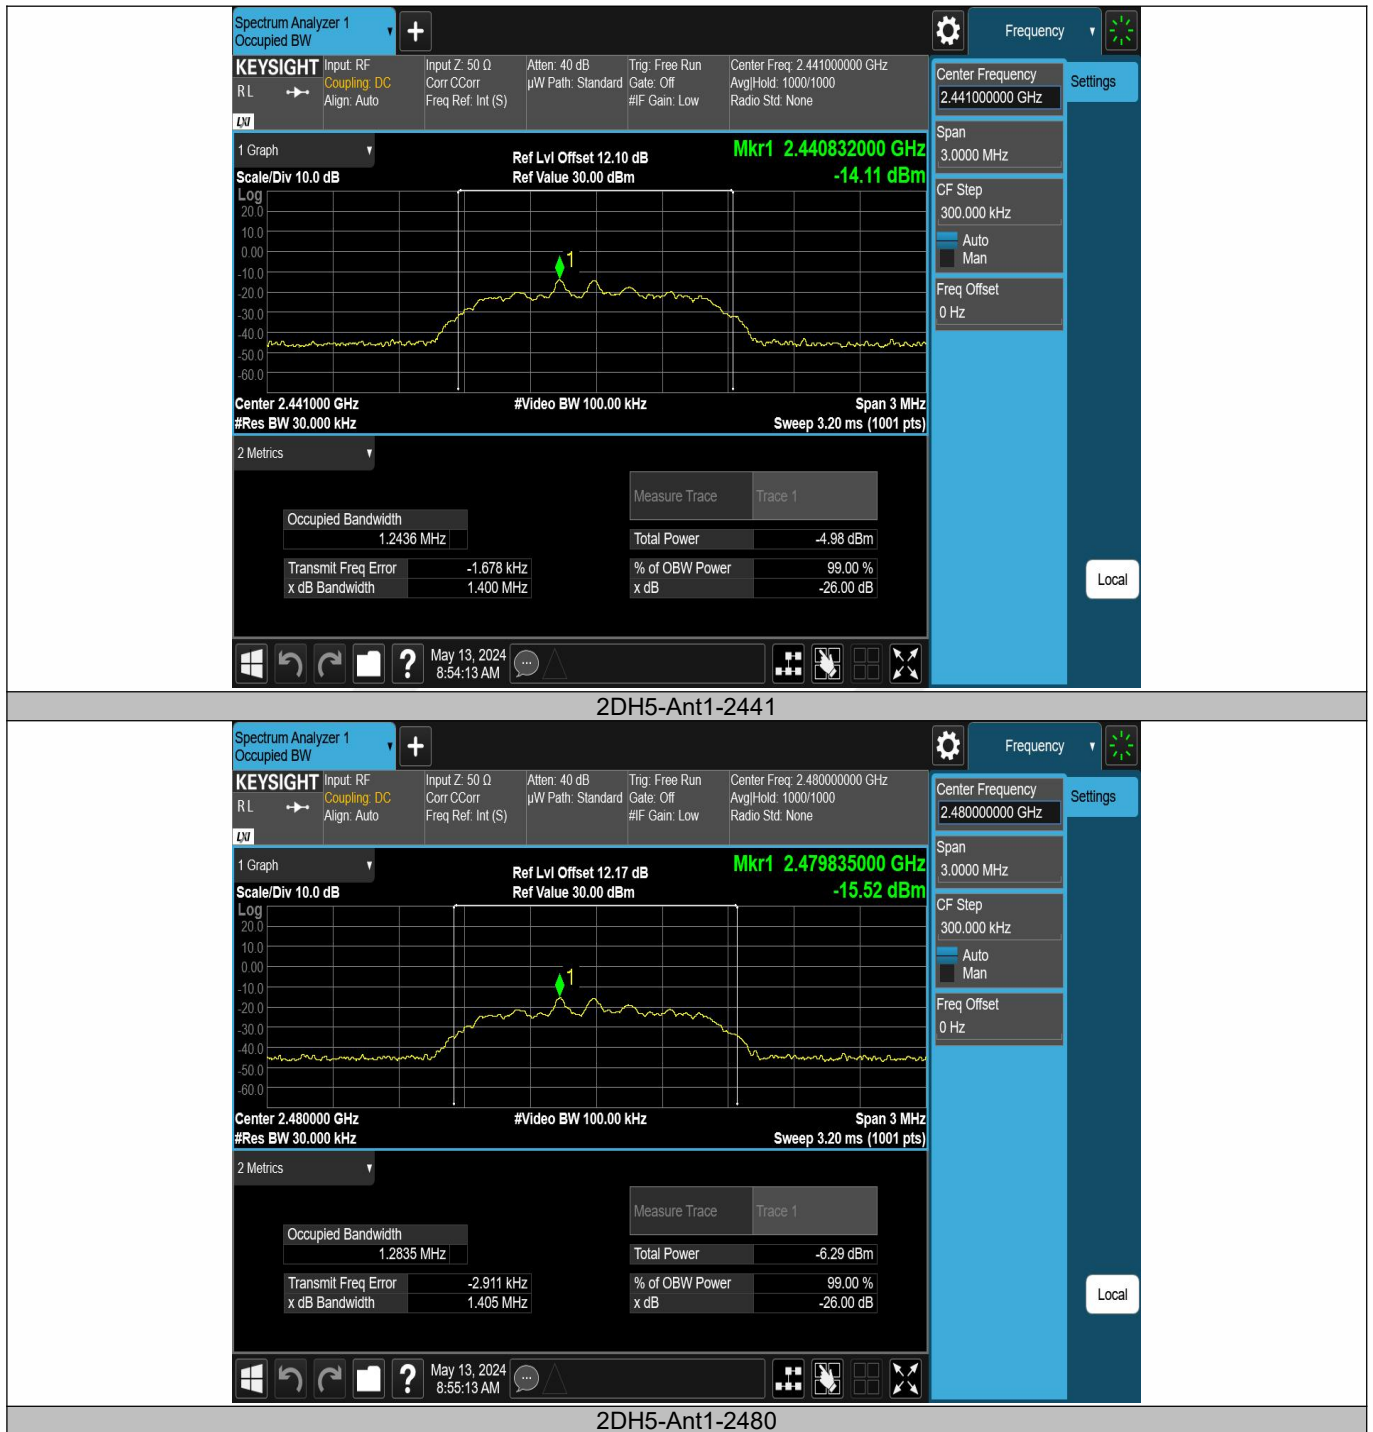 Spectrum Analyzer 1
Occupied BW
+
Frequency
KEYSIGHT
R L
LXI
Input: RF
Coupling: DC
Align: Auto
Input Z: 50 Ω
Corr CCorr
Freq Ref: Int (S)
Atten: 40 dB
µW Path: Standard
Trig: Free Run
Gate: Off
#IF Gain: Low
Center Freq: 2.441000000 GHz
Avg|Hold: 1000/1000
Radio Std: None
Center Frequency
2.441000000 GHz
Settings
Span
3.0000 MHz
CF Step
300.000 kHz
Auto
Man
Freq Offset
0 Hz
Local
1 Graph
Scale/Div 10.0 dB
Ref Lvl Offset 12.10 dB
Ref Value 30.00 dBm
Mkr1 2.440832000 GHz
-14.11 dBm
Log
20.0
10.0
0.00
-10.0
-20.0
-30.0
-40.0
-50.0
-60.0
1
Center 2.441000 GHz
#Video BW 100.00 kHz
Span 3 MHz
#Res BW 30.000 kHz
Sweep 3.20 ms (1001 pts)
2 Metrics
Measure Trace Trace 1
Occupied Bandwidth
1.2436 MHz
Total Power -4.98 dBm
Transmit Freq Error -1.678 kHz
% of OBW Power 99.00 %
x dB Bandwidth 1.400 MHz
x dB -26.00 dB
?
May 13, 2024
8:54:13 AM
2DH5-Ant1-2441
Spectrum Analyzer 1
Occupied BW
+
Frequency
KEYSIGHT
R L
LXI
Input: RF
Coupling: DC
Align: Auto
Input Z: 50 Ω
Corr CCorr
Freq Ref: Int (S)
Atten: 40 dB
µW Path: Standard
Trig: Free Run
Gate: Off
#IF Gain: Low
Center Freq: 2.480000000 GHz
Avg|Hold: 1000/1000
Radio Std: None
Center Frequency
2.480000000 GHz
Settings
Span
3.0000 MHz
CF Step
300.000 kHz
Auto
Man
Freq Offset
0 Hz
Local
1 Graph
Scale/Div 10.0 dB
Ref Lvl Offset 12.17 dB
Ref Value 30.00 dBm
Mkr1 2.479835000 GHz
-15.52 dBm
Log
20.0
10.0
0.00
-10.0
-20.0
-30.0
-40.0
-50.0
-60.0
1
Center 2.480000 GHz
#Video BW 100.00 kHz
Span 3 MHz
#Res BW 30.000 kHz
Sweep 3.20 ms (1001 pts)
2 Metrics
Measure Trace Trace 1
Occupied Bandwidth
1.2835 MHz
Total Power -6.29 dBm
Transmit Freq Error -2.911 kHz
% of OBW Power 99.00 %
x dB Bandwidth 1.405 MHz
x dB -26.00 dB
?
May 13, 2024
8:55:13 AM
2DH5-Ant1-2480